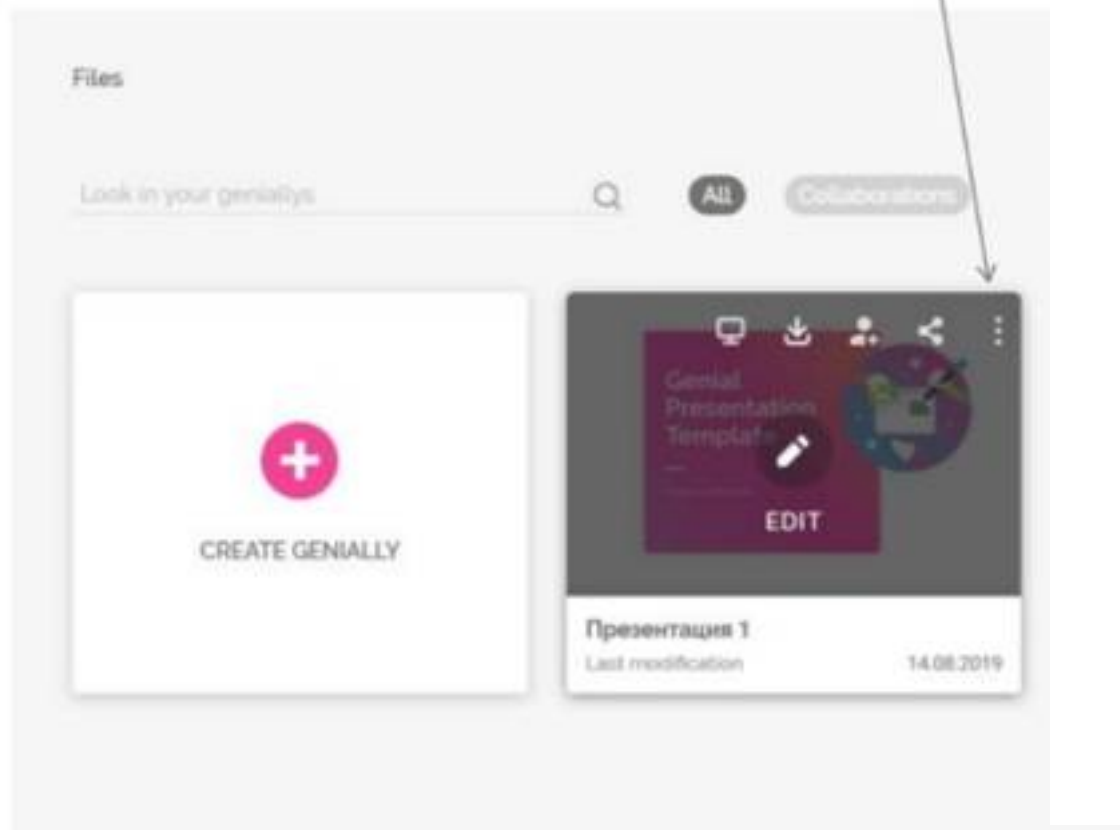 Files
Look in your geniallys
All
Collaborations
Genial
Presentation
Template
EDIT
CREATE GENIALLY
Презентация 1
Last modification
14.08.2019